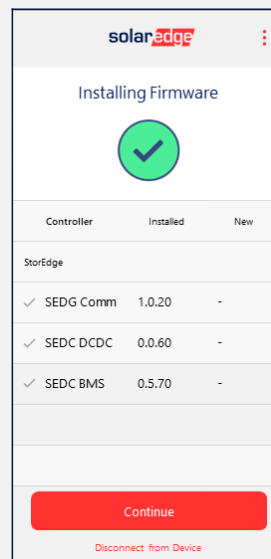 solaredge
Installing Firmware
Controller Installed New
StorEdge
SEDG Comm 1.0.20 -
SEDC DCDC 0.0.60 -
SEDC BMS 0.5.70 -
Continue
Disconnect from Device